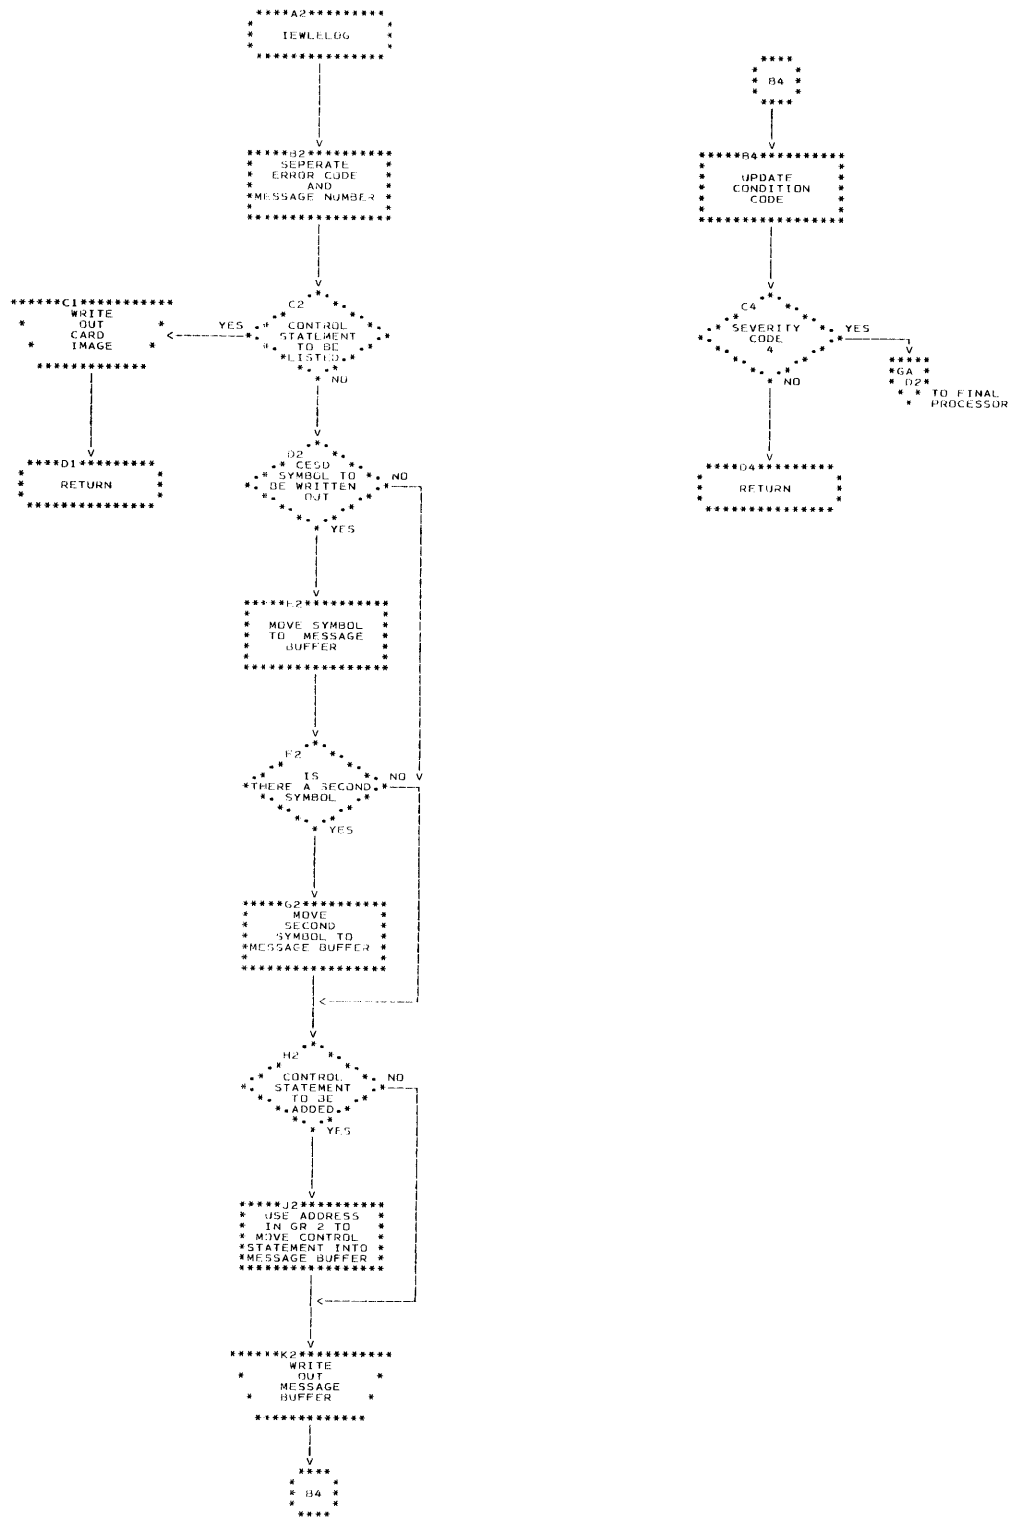 A2
IEWLELOG
B2
SEPERATE
ERROR CODE
AND
MESSAGE NUMBER
C2
CONTROL
STATEMENT
TO BE
LISTED
YES
NO
C1
WRITE
OUT
CARD
IMAGE
D1
RETURN
D2
CESD
SYMBOL TO
BE WRITTEN
OUT
NO
YES
E2
MOVE SYMBOL
TO MESSAGE
BUFFER
F2
IS
THERE A SECOND
SYMBOL
NO
YES
G2
MOVE
SECOND
SYMBOL TO
MESSAGE BUFFER
H2
CONTROL
STATEMENT
TO BE
ADDED
NO
YES
J2
USE ADDRESS
IN GR 2 TO
MOVE CONTROL
STATEMENT INTO
MESSAGE BUFFER
K2
WRITE
OUT
MESSAGE
BUFFER
B4
B4
B4
UPDATE
CONDITION
CODE
C4
SEVERITY
CODE
4
YES
NO
GA
D2
TO FINAL
PROCESSOR
D4
RETURN